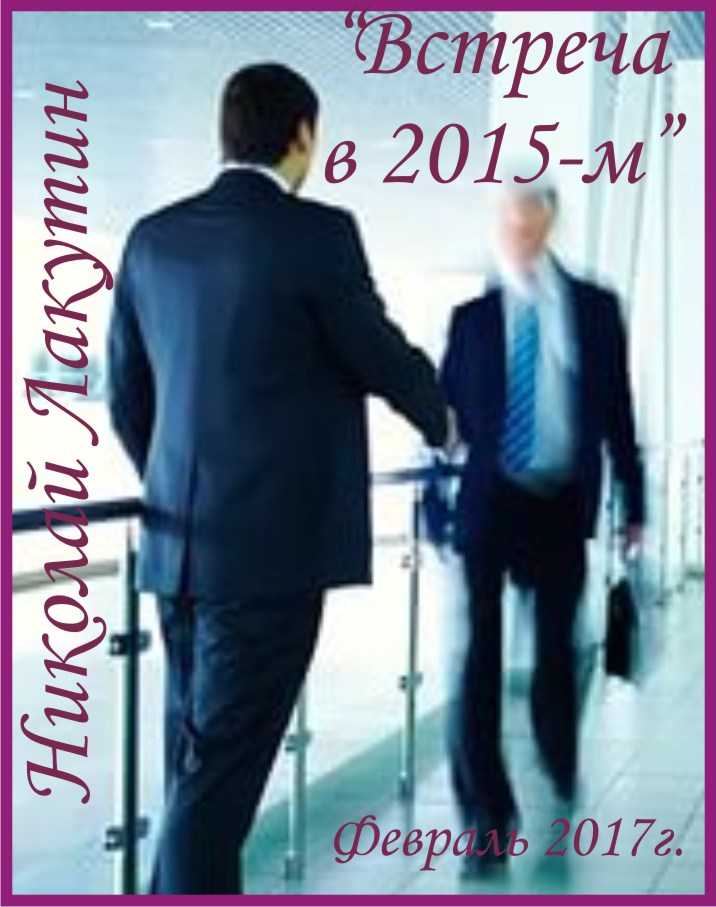 “Встреча
в 2015-м”
Николай Лакутин
Февраль 2017г.